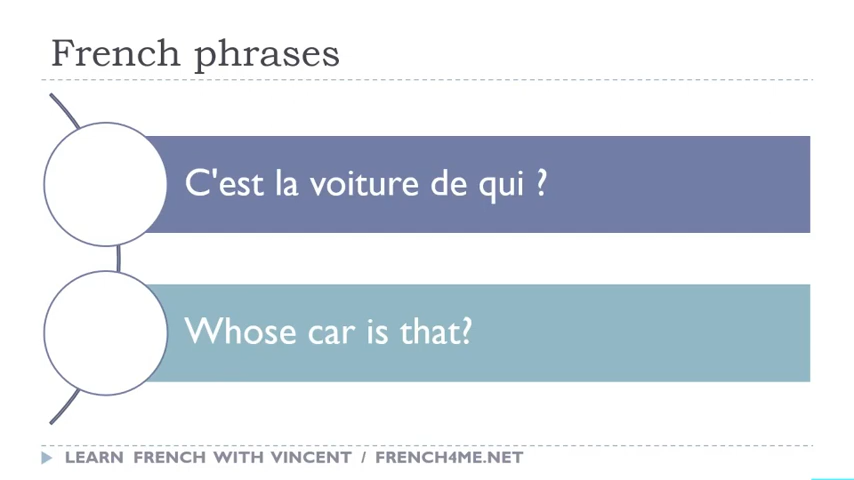 French phrases
C'est la voiture de qui ?
Whose car is that?
LEARN FRENCH WITH VINCENT / FRENCH4ME.NET